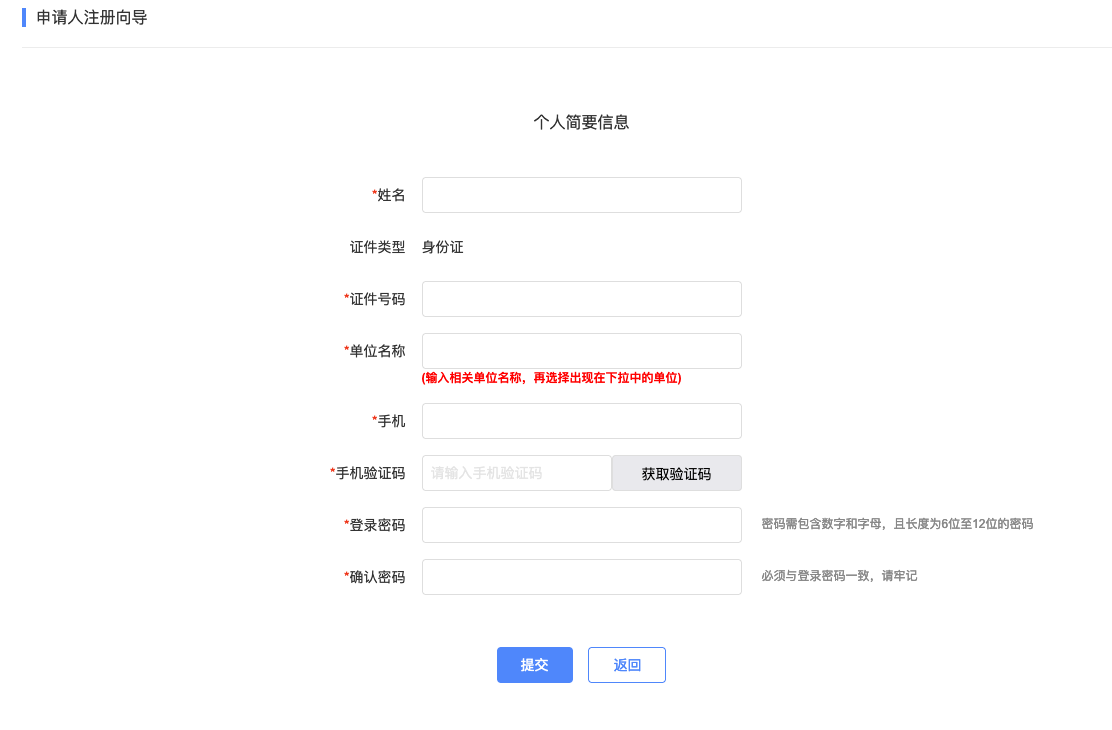 申请人注册向导
个人简要信息
*姓名
证件类型 身份证
*证件号码
*单位名称
(输入相关单位名称，再选择出现在下拉中的单位)
*手机
*手机验证码 请输入手机验证码 获取验证码
*登录密码 密码需包含数字和字母，且长度为6位至12位的密码
*确认密码 必须与登录密码一致，请牢记
提交 返回